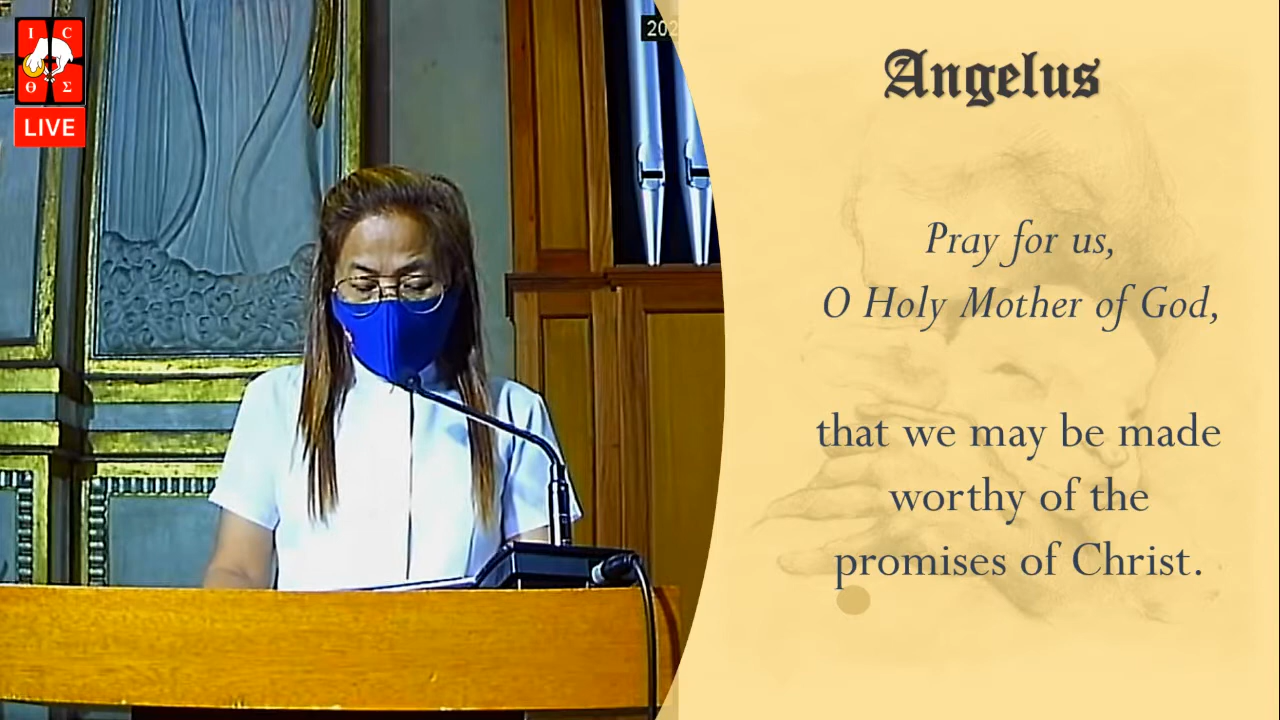 I C
Θ Σ
LIVE
202
Angelus
Pray for us,
O Holy Mother of God,
that we may be made
worthy of the
promises of Christ.